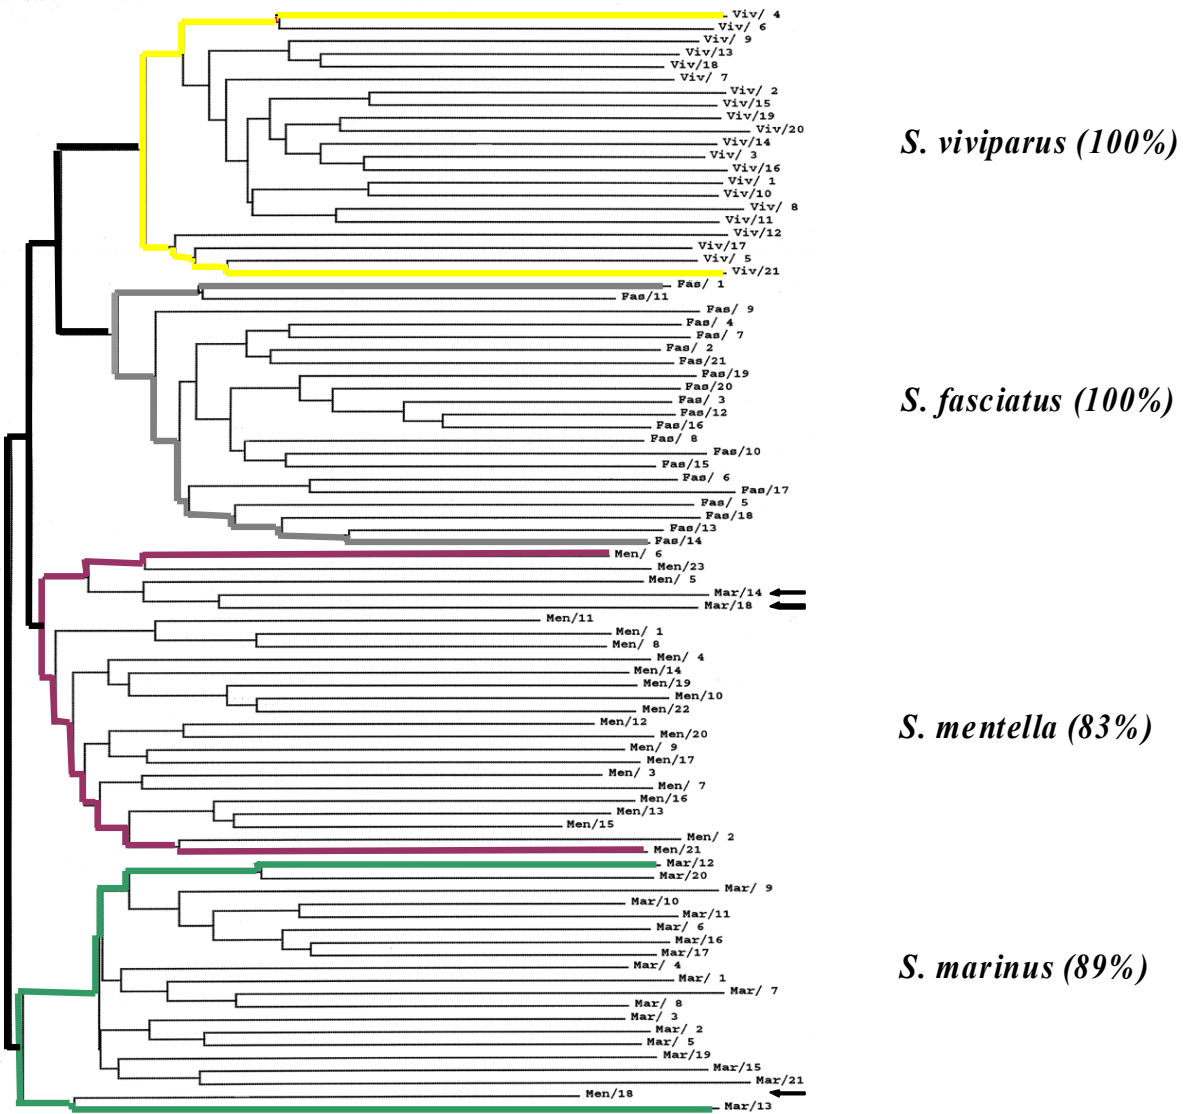 Viv/ 4
Viv/ 6
Viv/ 9
Viv/13
Viv/18
Viv/ 7
Viv/ 2
Viv/15
Viv/19
Viv/20
Viv/14
Viv/ 3
Viv/16
Viv/ 1
Viv/10
Viv/ 8
Viv/11
Viv/12
Viv/17
Viv/ 5
Viv/21
S. viviparus (100%)
Fas/ 1
Fas/11
Fas/ 9
Fas/ 4
Fas/ 7
Fas/ 2
Fas/21
Fas/19
Fas/20
Fas/ 3
Fas/12
Fas/16
Fas/ 8
Fas/10
Fas/15
Fas/ 6
Fas/17
Fas/ 5
Fas/18
Fas/13
Fas/14
S. fasciatus (100%)
Men/ 6
Men/23
Men/ 5
Mar/14
Mar/18
Men/11
Men/ 1
Men/ 8
Men/ 4
Men/14
Men/19
Men/10
Men/22
Men/12
Men/20
Men/ 9
Men/17
Men/ 3
Men/ 7
Men/16
Men/13
Men/15
Men/ 2
Men/21
S. mentella (83%)
Mar/12
Mar/20
Mar/ 9
Mar/10
Mar/11
Mar/ 6
Mar/16
Mar/17
Mar/ 4
Mar/ 1
Mar/ 7
Mar/ 8
Mar/ 3
Mar/ 2
Mar/ 5
Mar/19
Mar/15
Mar/21
Men/18
Mar/13
S. marinus (89%)